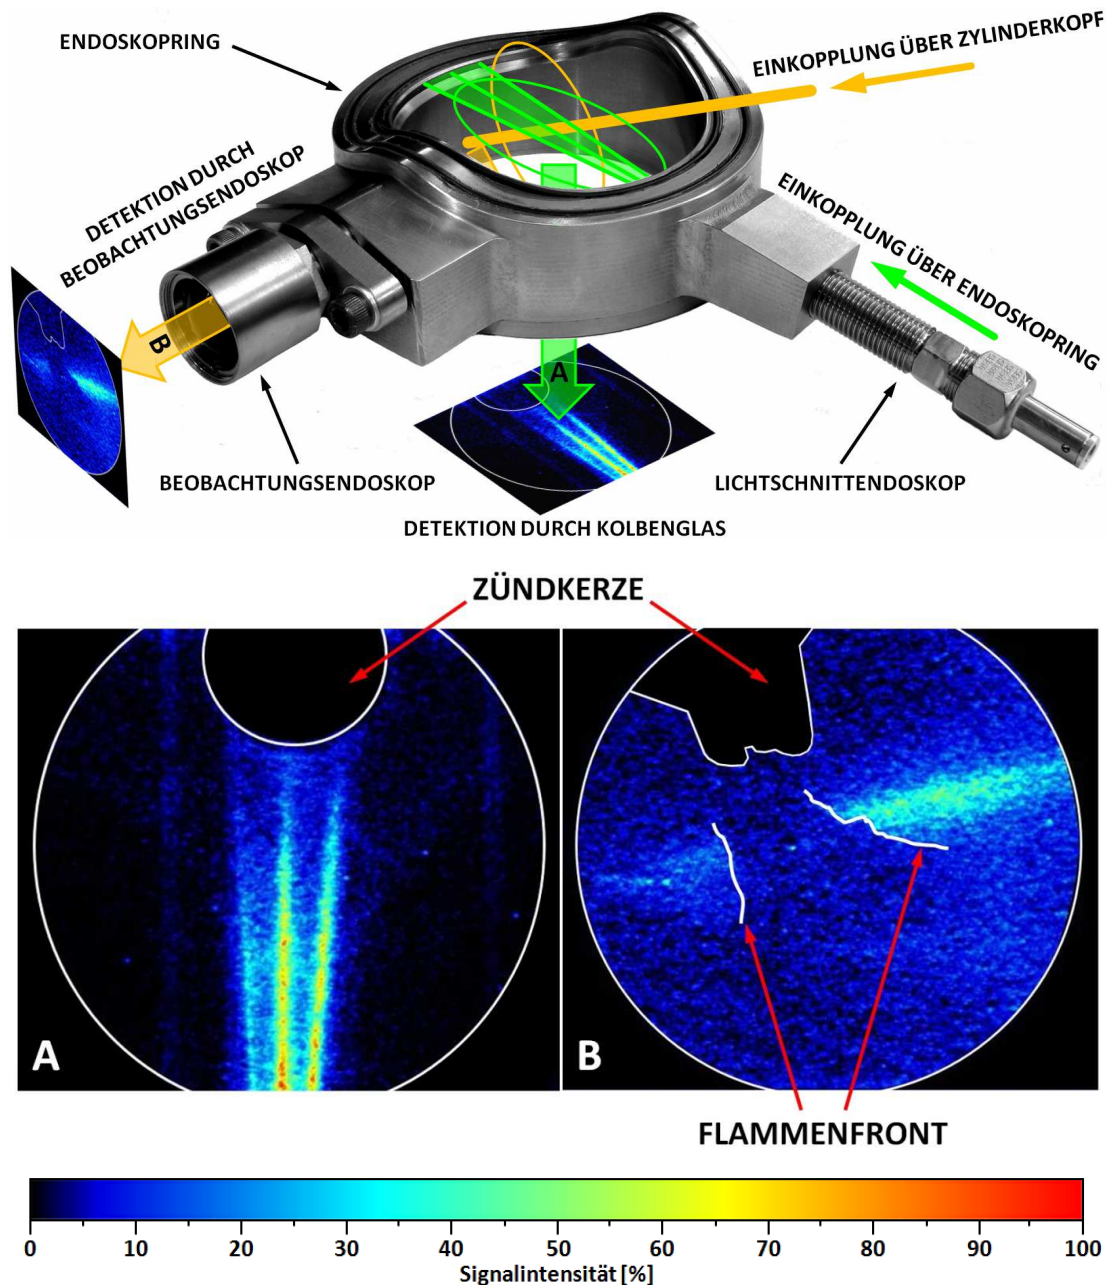 ENDOSKOPRING
EINKOPPLUNG ÜBER ZYLINDERKOPF
DETEKTION DURCH
BEOBACHTUNGSENDOSKOP
EINKOPPLUNG ÜBER ENDOSKOPRING
B
A
BEOBACHTUNGSENDOSKOP
LICHTSCHNITTENDOSKOP
DETEKTION DURCH KOLBENGLAS
ZÜNDKERZE
A
B
FLAMMENFRONT
0 10 20 30 40 50 60 70 80 90 100
Signalintensität [%]